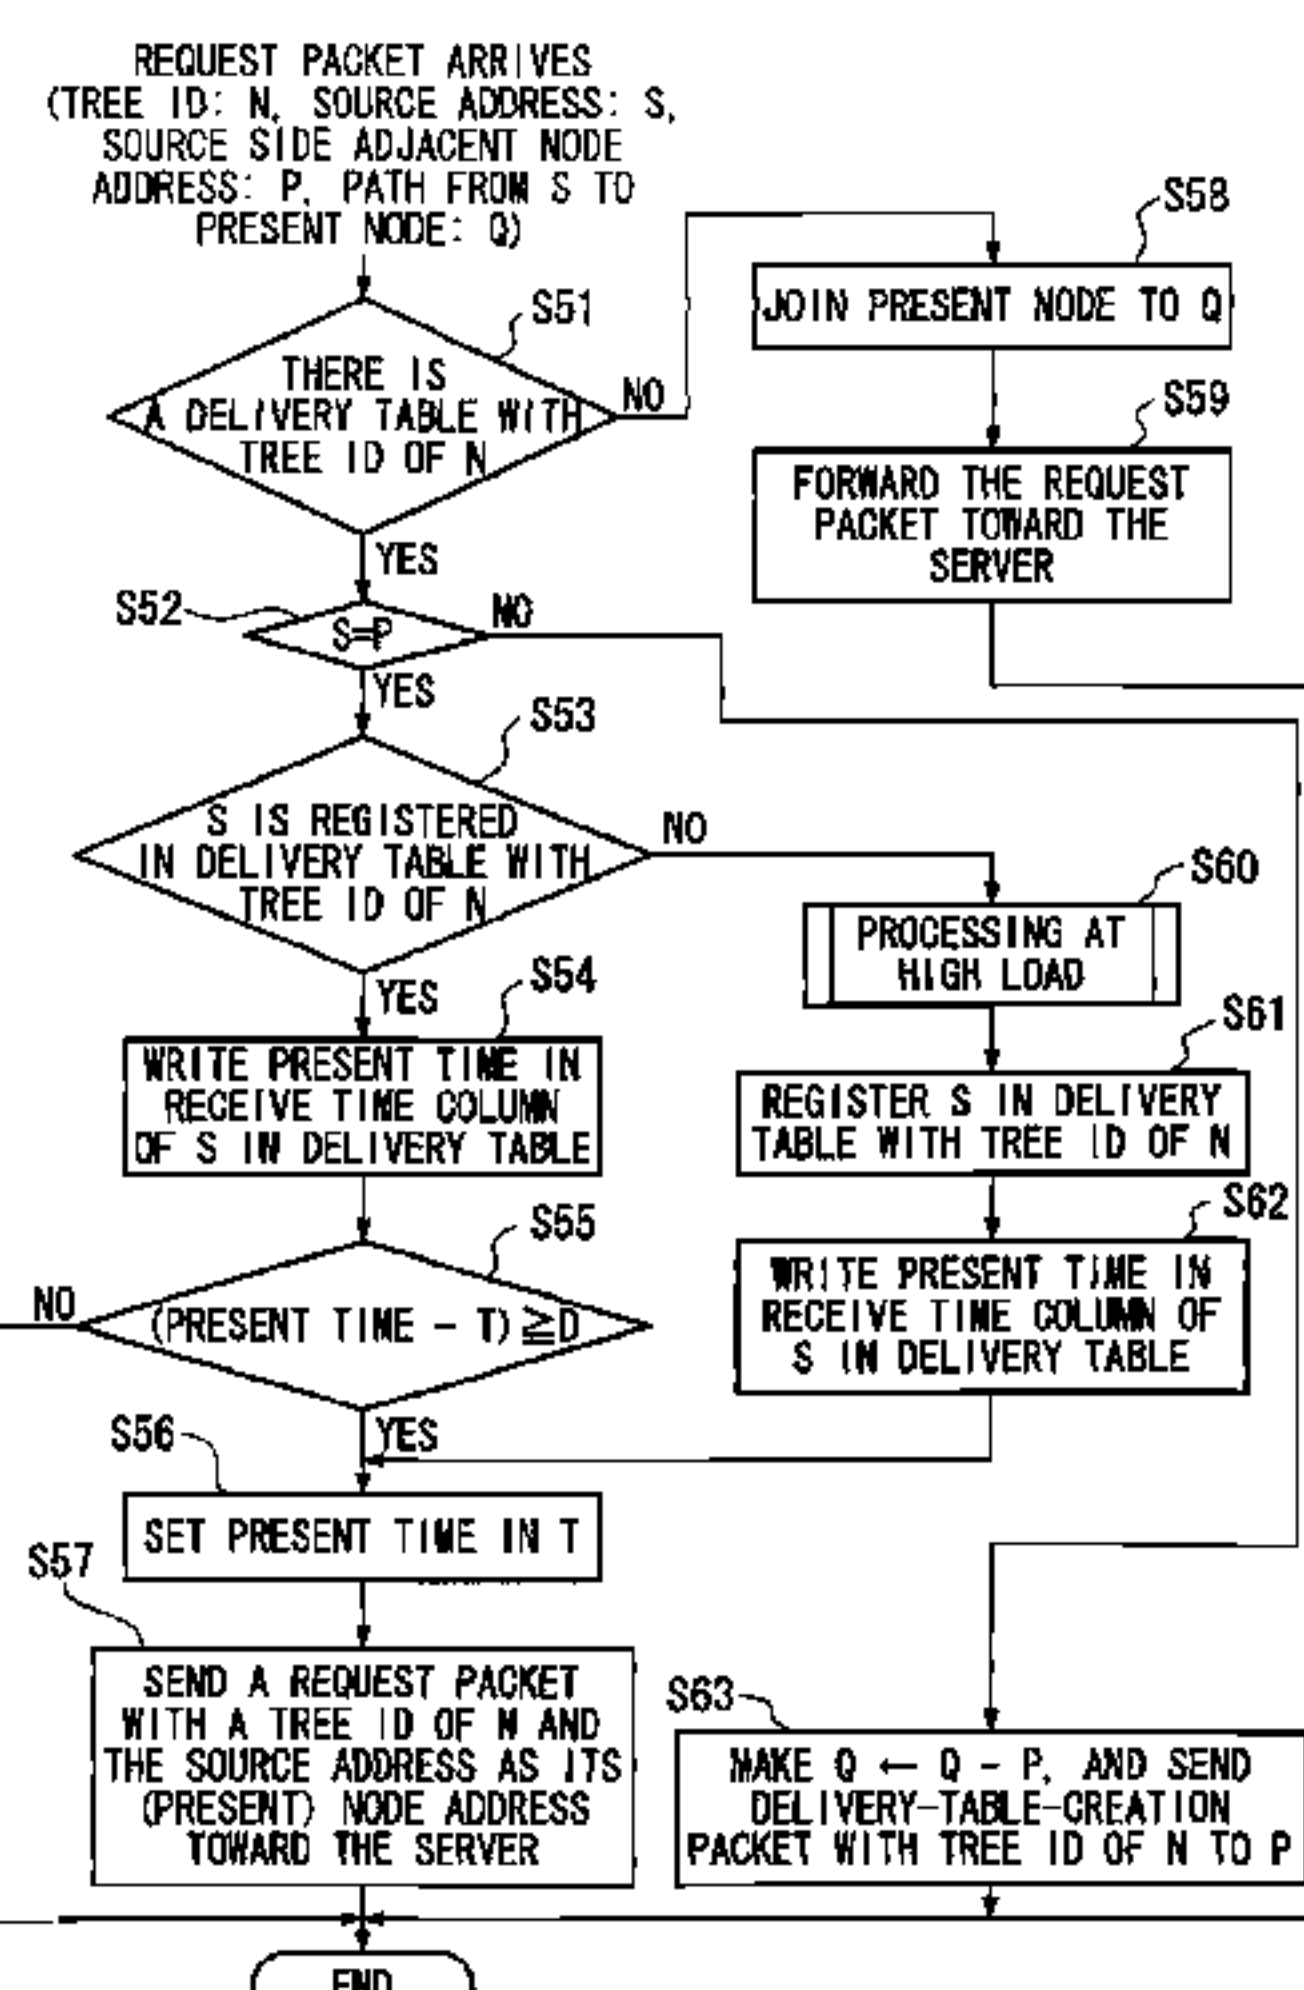 REQUEST PACKET ARRIVES
(TREE ID: N, SOURCE ADDRESS: S,
SOURCE SIDE ADJACENT NODE
ADDRESS: P, PATH FROM S TO
PRESENT NODE: Q)
S51
THERE IS
A DELIVERY TABLE WITH
TREE ID OF N
NO
YES
S58
JOIN PRESENT NODE TO Q
S59
FORWARD THE REQUEST
PACKET TOWARD THE
SERVER
S52
S=P
NO
YES
S53
S IS REGISTERED
IN DELIVERY TABLE WITH
TREE ID OF N
NO
YES
S54
WRITE PRESENT TIME IN
RECEIVE TIME COLUMN
OF S IN DELIVERY TABLE
S60
PROCESSING AT
HIGH LOAD
S61
REGISTER S IN DELIVERY
TABLE WITH TREE ID OF N
S62
WRITE PRESENT TIME IN
RECEIVE TIME COLUMN OF
S IN DELIVERY TABLE
S55
NO
(PRESENT TIME - T) ≧D
YES
S56
SET PRESENT TIME IN T
S57
SEND A REQUEST PACKET
WITH A TREE ID OF N AND
THE SOURCE ADDRESS AS ITS
(PRESENT) NODE ADDRESS
TOWARD THE SERVER
S63
MAKE Q ← Q - P, AND SEND
DELIVERY-TABLE-CREATION
PACKET WITH TREE ID OF N TO P
END